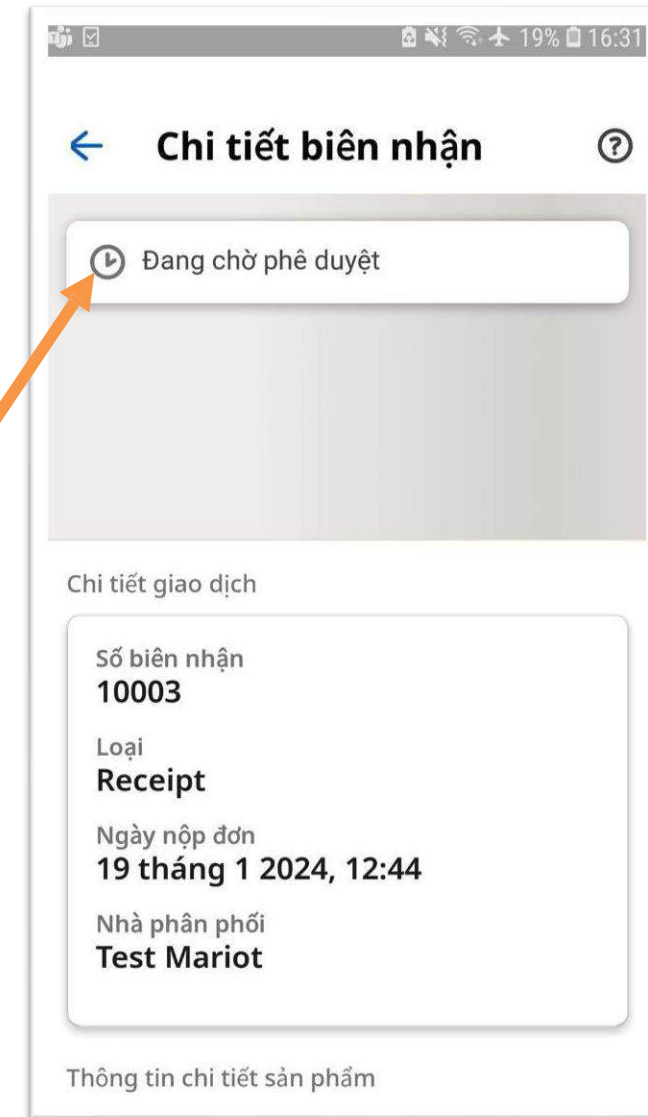 19% 16:31
Chi tiết biên nhận
Đang chờ phê duyệt
Chi tiết giao dịch
Số biên nhận
10003
Loại
Receipt
Ngày nộp đơn
19 tháng 1 2024, 12:44
Nhà phân phối
Test Mariot
Thông tin chi tiết sản phẩm